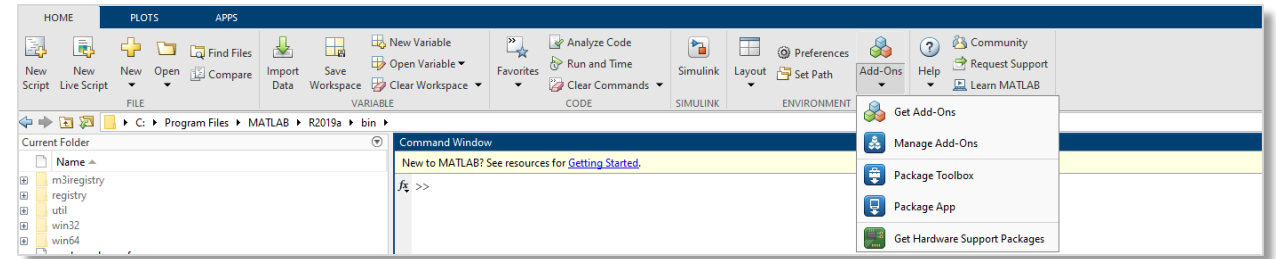 HOME PLOTS APPS
New Script
New Live Script
New
Open
Find Files
Compare
FILE
Import Data
Save Workspace
New Variable
Open Variable
Clear Workspace
VARIABLE
Favorites
Analyze Code
Run and Time
Clear Commands
CODE
Simulink
SIMULINK
Layout
Preferences
Set Path
ENVIRONMENT
Add-Ons
Help
Community
Request Support
Learn MATLAB
C: Program Files MATLAB R2019a bin
Current Folder
Name
m3iregistry
registry
util
win32
win64
Command Window
New to MATLAB? See resources for Getting Started.
fx >>
Get Add-Ons
Manage Add-Ons
Package Toolbox
Package App
Get Hardware Support Packages